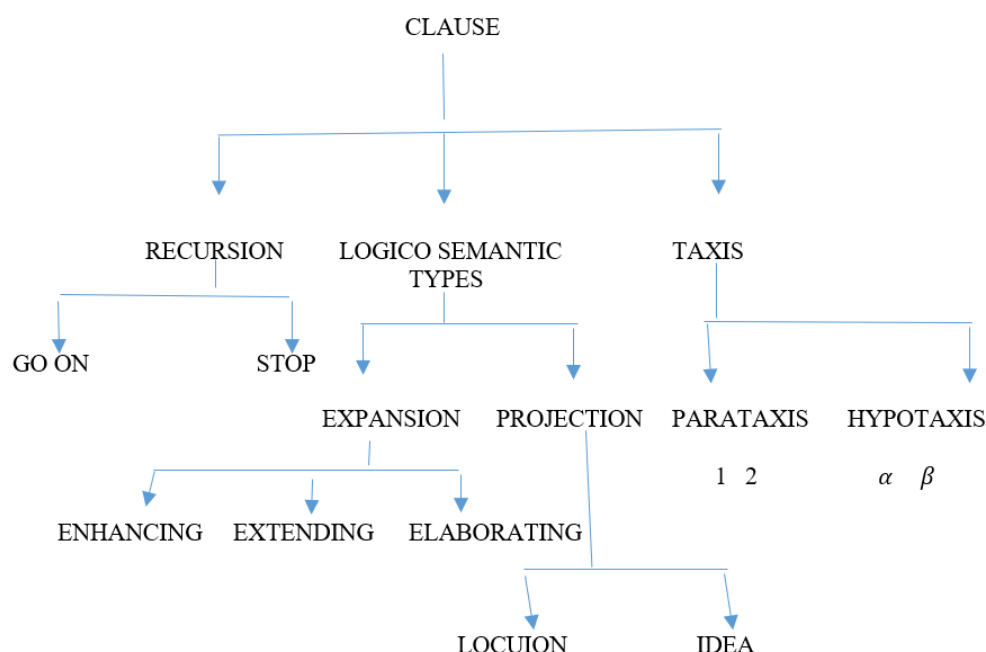 CLAUSE
RECURSION
LOGICO SEMANTIC
TYPES
TAXIS
GO ON
STOP
EXPANSION
PROJECTION
PARATAXIS
HYPOTAXIS
1 2
α β
ENHANCING
EXTENDING
ELABORATING
LOCUION
IDEA